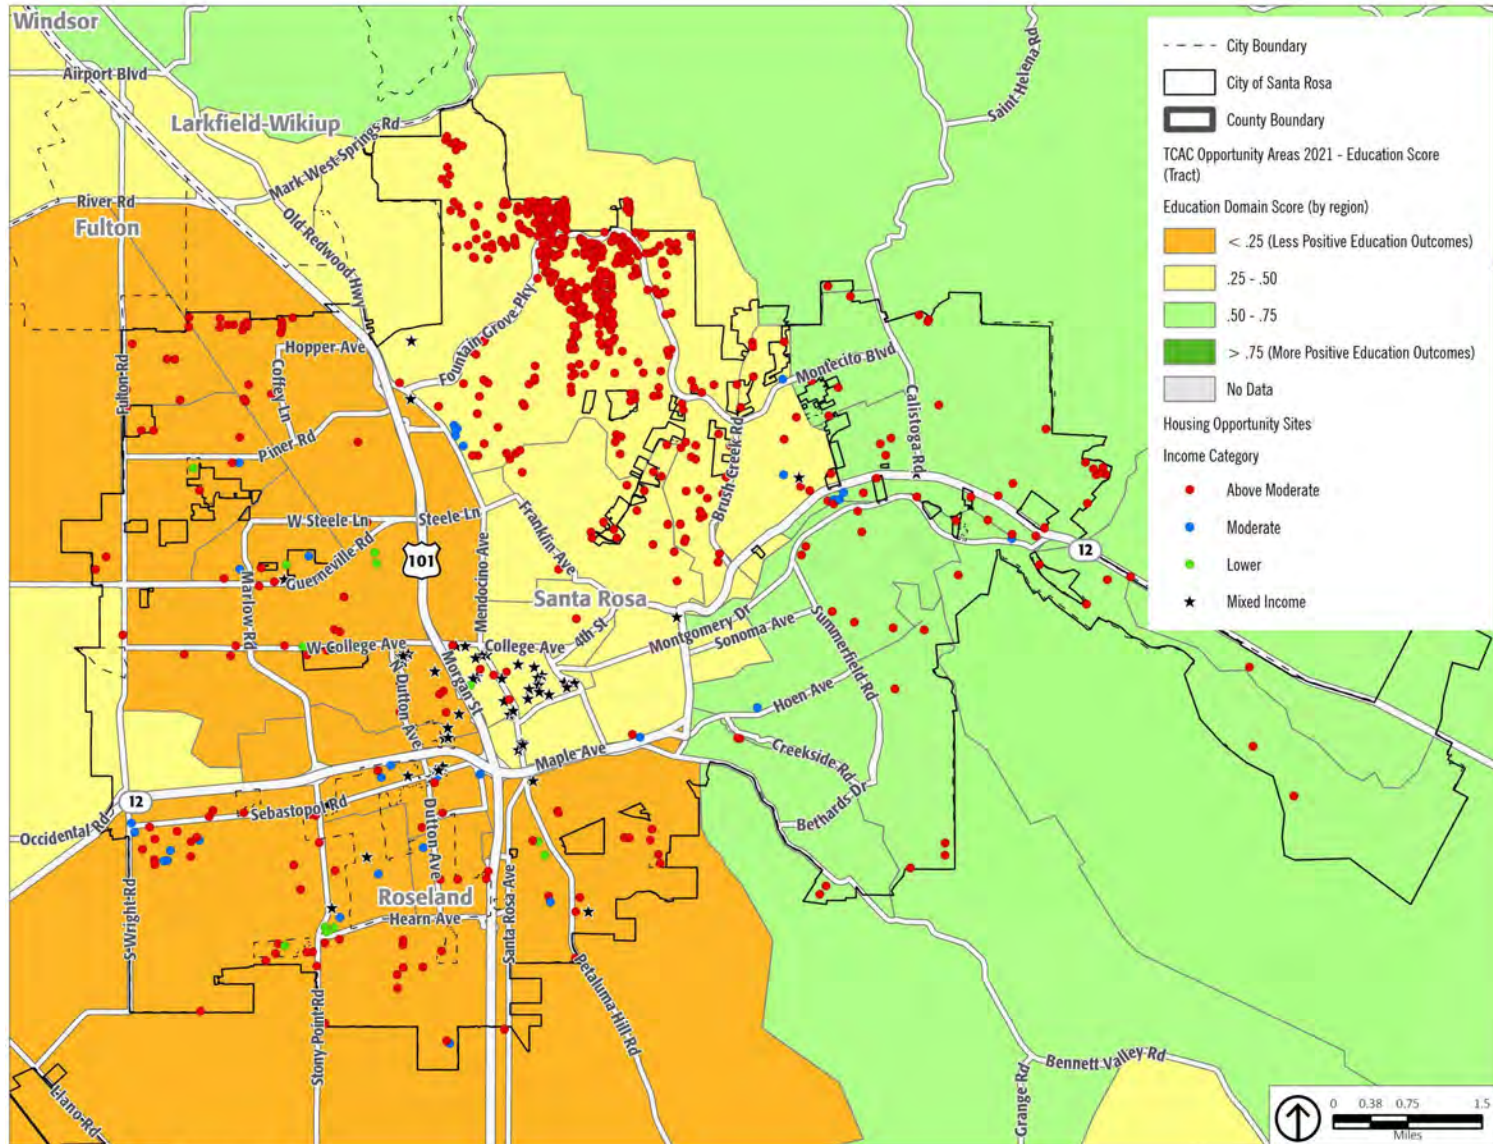 Windsor
Airport Blvd
Larkfield-Wikiup
Mark West Springs Rd
Saint Helena Rd
River Rd
Fulton
Old Redwood Hwy
Hopper Ave
Fountain Grove Pky
Coffey Ln
Fulton Rd
Piner Rd
Montecito Blvd
Calistoga Rd
Brush Creek Rd
W Steele Ln
Steele Ln
Franklin Ave
Guerneville Rd
101
Mendocino Ave
Marlow Rd
12
Santa Rosa
4th St
Montgomery Dr
Sonoma Ave
Summerfield Rd
W College Ave
College Ave
Morgan St
N Dutton Ave
Hoen Ave
Creekside Rd
Maple Ave
Bethards Dr
12
Occidental Rd
Sebastopol Rd
Dutton Ave
Roseland
Hearn Ave
Santa Rosa Ave
S Wright Rd
Stony Point Rd
Petaluma Hill Rd
Llano Rd
Grange Rd
Bennett Valley Rd
City Boundary
City of Santa Rosa
County Boundary
TCAC Opportunity Areas 2021 - Education Score
(Tract)
Education Domain Score (by region)
< .25 (Less Positive Education Outcomes)
.25 - .50
.50 - .75
> .75 (More Positive Education Outcomes)
No Data
Housing Opportunity Sites
Income Category
Above Moderate
Moderate
Lower
Mixed Income
0 0.38 0.75 1.5
Miles